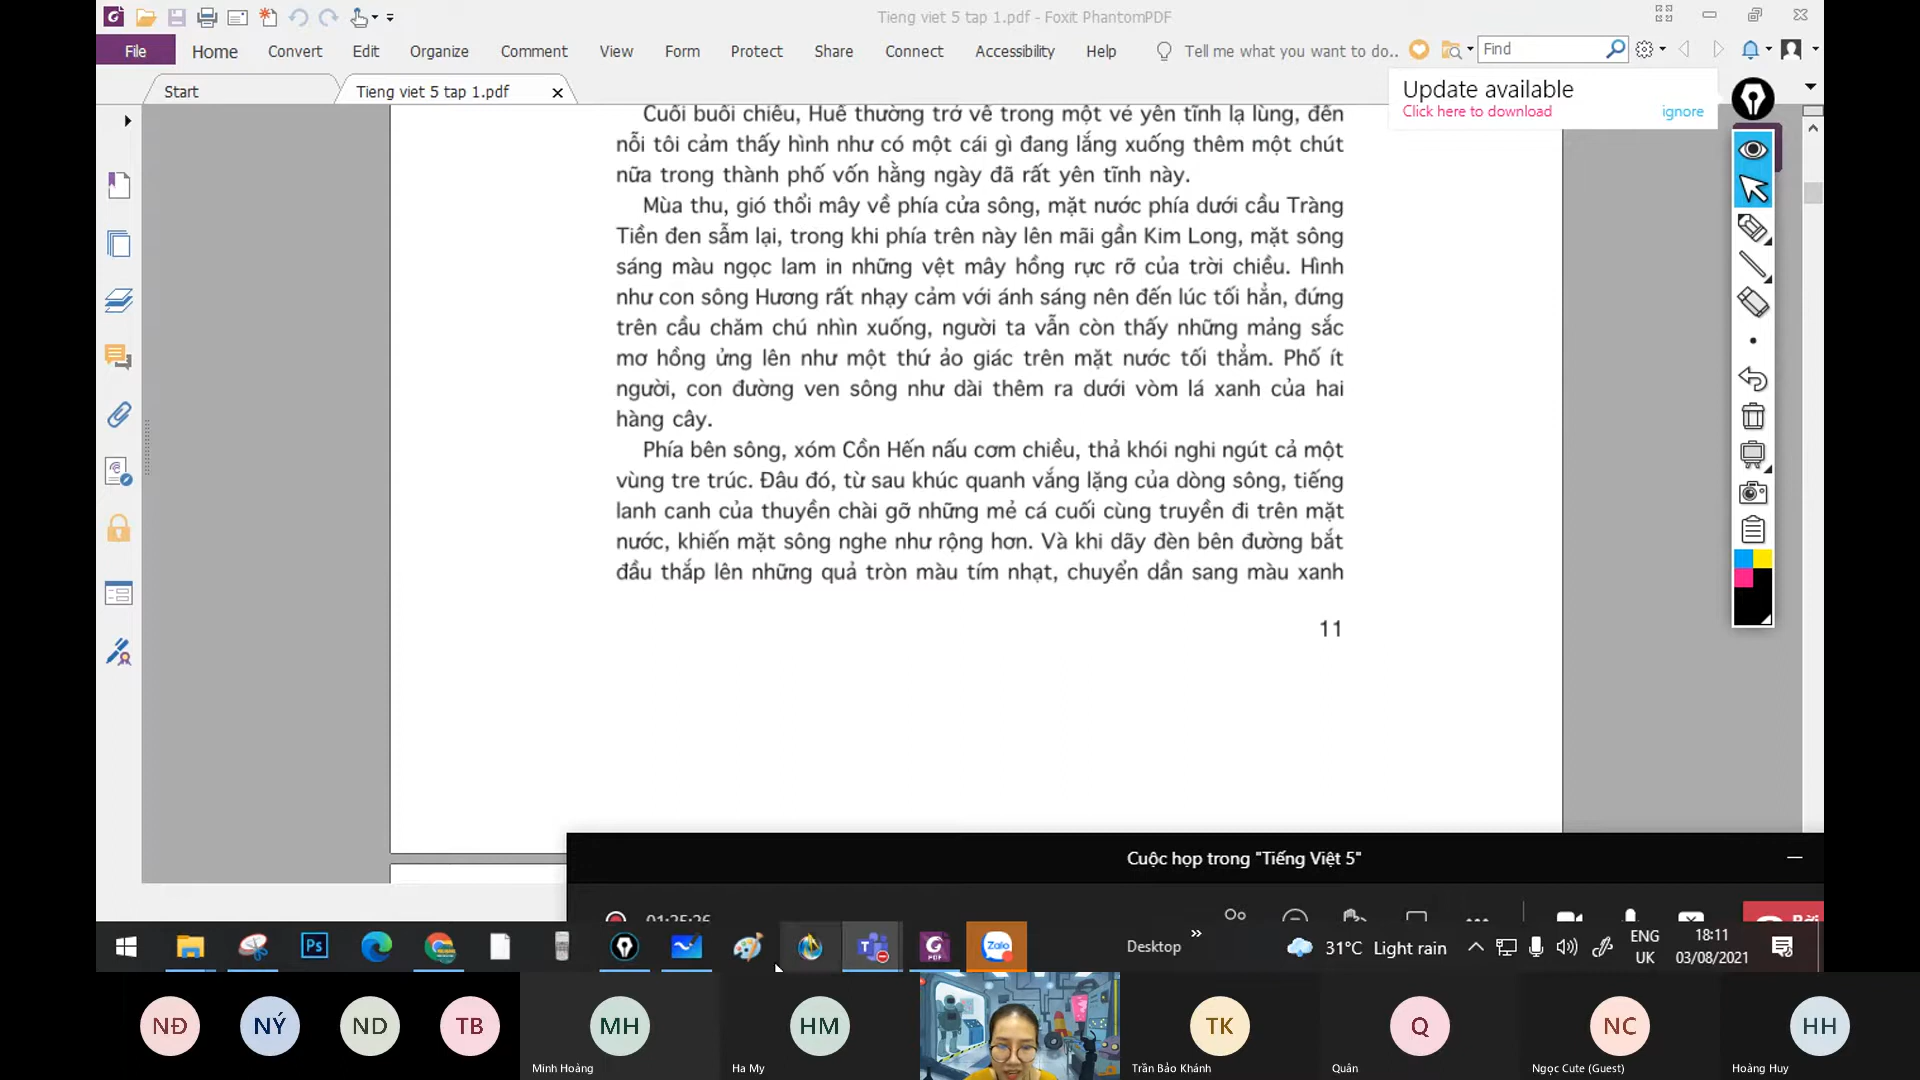 Tieng viet 5 tap 1.pdf - Foxit PhantomPDF
File Home Convert Edit Organize Comment View Form Protect Share Connect Accessibility Help Tell me what you want to do.. Find
Start Tieng viet 5 tap 1.pdf
Update available
Click here to download ignore
Cuối buổi chiều, Huế thường trở về trong một vẻ yên tĩnh lạ lùng, đến
nỗi tôi cảm thấy hình như có một cái gì đang lắng xuống thêm một chút
nữa trong thành phố vốn hằng ngày đã rất yên tĩnh này.
Mùa thu, gió thổi mây về phía cửa sông, mặt nước phía dưới cầu Tràng
Tiền đen sẫm lại, trong khi phía trên này lên mãi gần Kim Long, mặt sông
sáng màu ngọc lam in những vệt mây hồng rực rỡ của trời chiều. Hình
như con sông Hương rất nhạy cảm với ánh sáng nên đến lúc tối hẳn, đứng
trên cầu chăm chú nhìn xuống, người ta vẫn còn thấy những mảng sắc
mơ hồng ửng lên như một thứ ảo giác trên mặt nước tối thẳm. Phố ít
người, con đường ven sông như dài thêm ra dưới vòm lá xanh của hai
hàng cây.
Phía bên sông, xóm Cồn Hến nấu cơm chiều, thả khói nghi ngút cả một
vùng tre trúc. Đâu đó, từ sau khúc quanh vắng lặng của dòng sông, tiếng
lanh canh của thuyền chài gỡ những mẻ cá cuối cùng truyền đi trên mặt
nước, khiến mặt sông nghe như rộng hơn. Và khi dãy đèn bên đường bắt
đầu thắp lên những quả tròn màu tím nhạt, chuyển dần sang màu xanh
11
Cuộc họp trong "Tiếng Việt 5"
01:25:26
Ps
PDF
Zalo
Desktop
31°C Light rain
ENG
UK
18:11
03/08/2021
NĐ NÝ ND TB MH HM TK Q NC HH
Minh Hoàng Ha My Trần Bảo Khánh Quân Ngọc Cute (Guest) Hoàng Huy